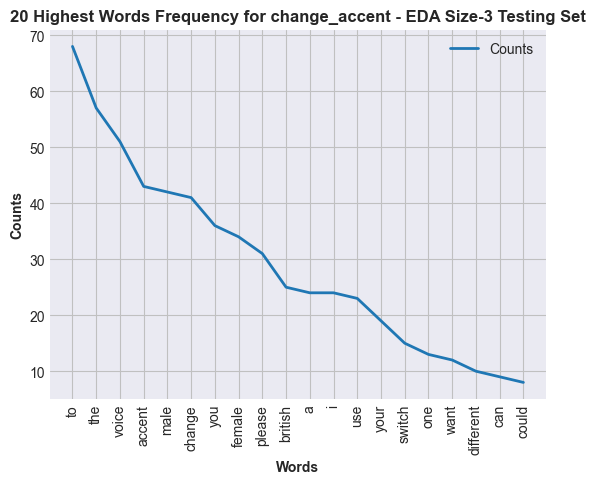 20 Highest Words Frequency for change_accent - EDA Size-3 Testing Set
Counts
70
60
50
40
30
20
10
Counts
to
the
voice
accent
male
change
you
female
please
british
a
i
use
your
switch
one
want
different
can
could
Words